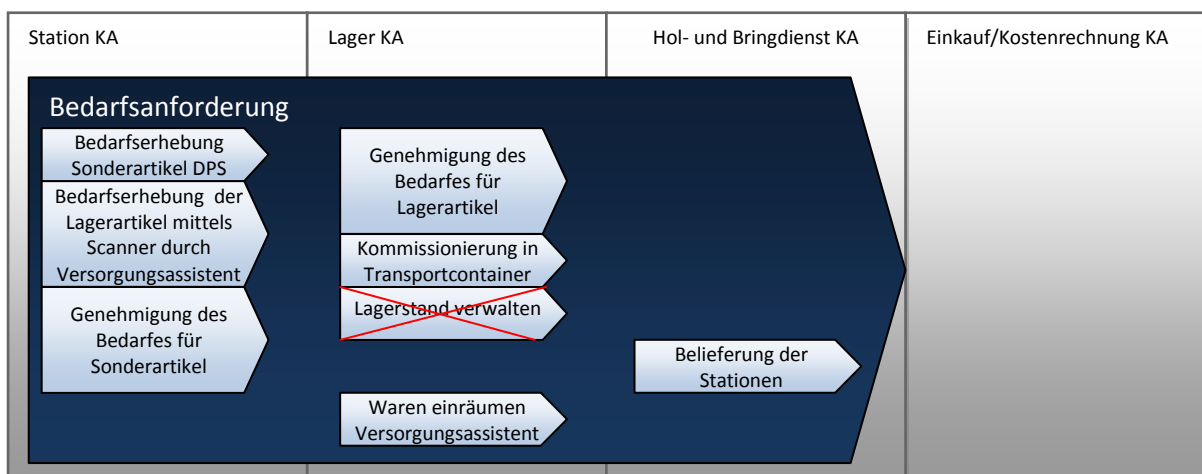 Station KA
Lager KA
Hol- und Bringdienst KA
Einkauf/Kostenrechnung KA
Bedarfsanforderung
Bedarfserhebung
Sonderartikel DPS
Bedarfserhebung der
Lagerartikel mittels
Scanner durch
Versorgungsassistent
Genehmigung des
Bedarfes für
Sonderartikel
Genehmigung des
Bedarfes für
Lagerartikel
Kommissionierung in
Transportcontainer
Lagerstand verwalten
Waren einräumen
Versorgungsassistent
Belieferung der
Stationen